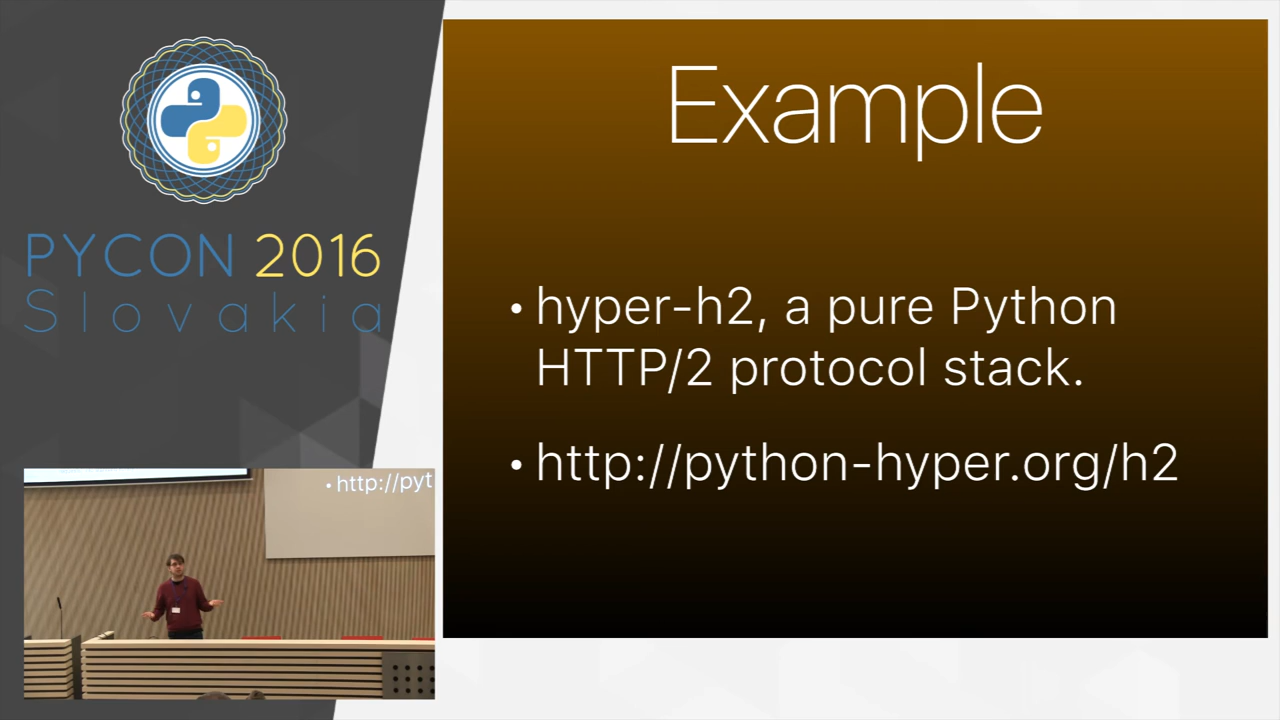 PYCON 2016
Slovakia
Example
• hyper-h2, a pure Python
HTTP/2 protocol stack.
• http://python-hyper.org/h2
• http://pyt